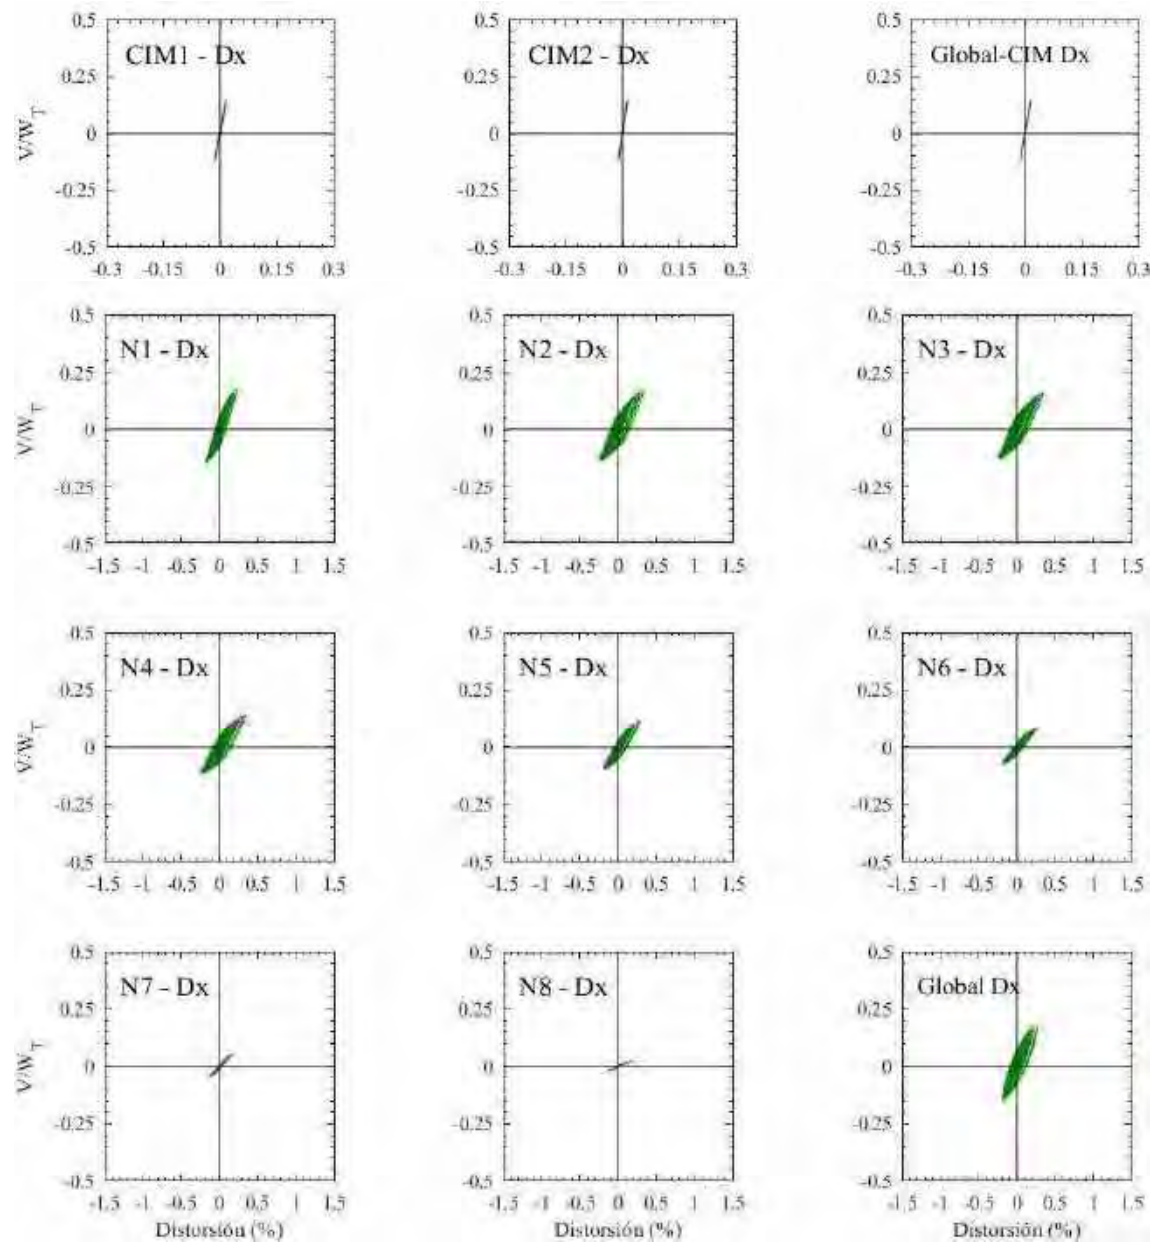 0.5 0.5 0.5
CIM1 - Dx CIM2 - Dx Global-CIM Dx
0.25 0.25 0.25
V/W_T 0 0 0
-0.25 -0.25 -0.25
-0.5 -0.5 -0.5
-0.3 -0.15 0 0.15 0.3 -0.3 -0.15 0 0.15 0.3 -0.3 -0.15 0 0.15 0.3
0.5 0.5 0.5
N1 - Dx N2 - Dx N3 - Dx
0.25 0.25 0.25
V/W_T 0 0 0
-0.25 -0.25 -0.25
-0.5 -0.5 -0.5
-1.5 -1 -0.5 0 0.5 1 1.5 -1.5 -1 -0.5 0 0.5 1 1.5 -1.5 -1 -0.5 0 0.5 1 1.5
0.5 0.5 0.5
N4 - Dx N5 - Dx N6 - Dx
0.25 0.25 0.25
V/W_T 0 0 0
-0.25 -0.25 -0.25
-0.5 -0.5 -0.5
-1.5 -1 -0.5 0 0.5 1 1.5 -1.5 -1 -0.5 0 0.5 1 1.5 -1.5 -1 -0.5 0 0.5 1 1.5
0.5 0.5 0.5
N7 - Dx N8 - Dx Global Dx
0.25 0.25 0.25
V/W_T 0 0 0
-0.25 -0.25 -0.25
-0.5 -0.5 -0.5
-1.5 -1 -0.5 0 0.5 1 1.5 -1.5 -1 -0.5 0 0.5 1 1.5 -1.5 -1 -0.5 0 0.5 1 1.5
Distorsión (%) Distorsión (%) Distorsión (%)